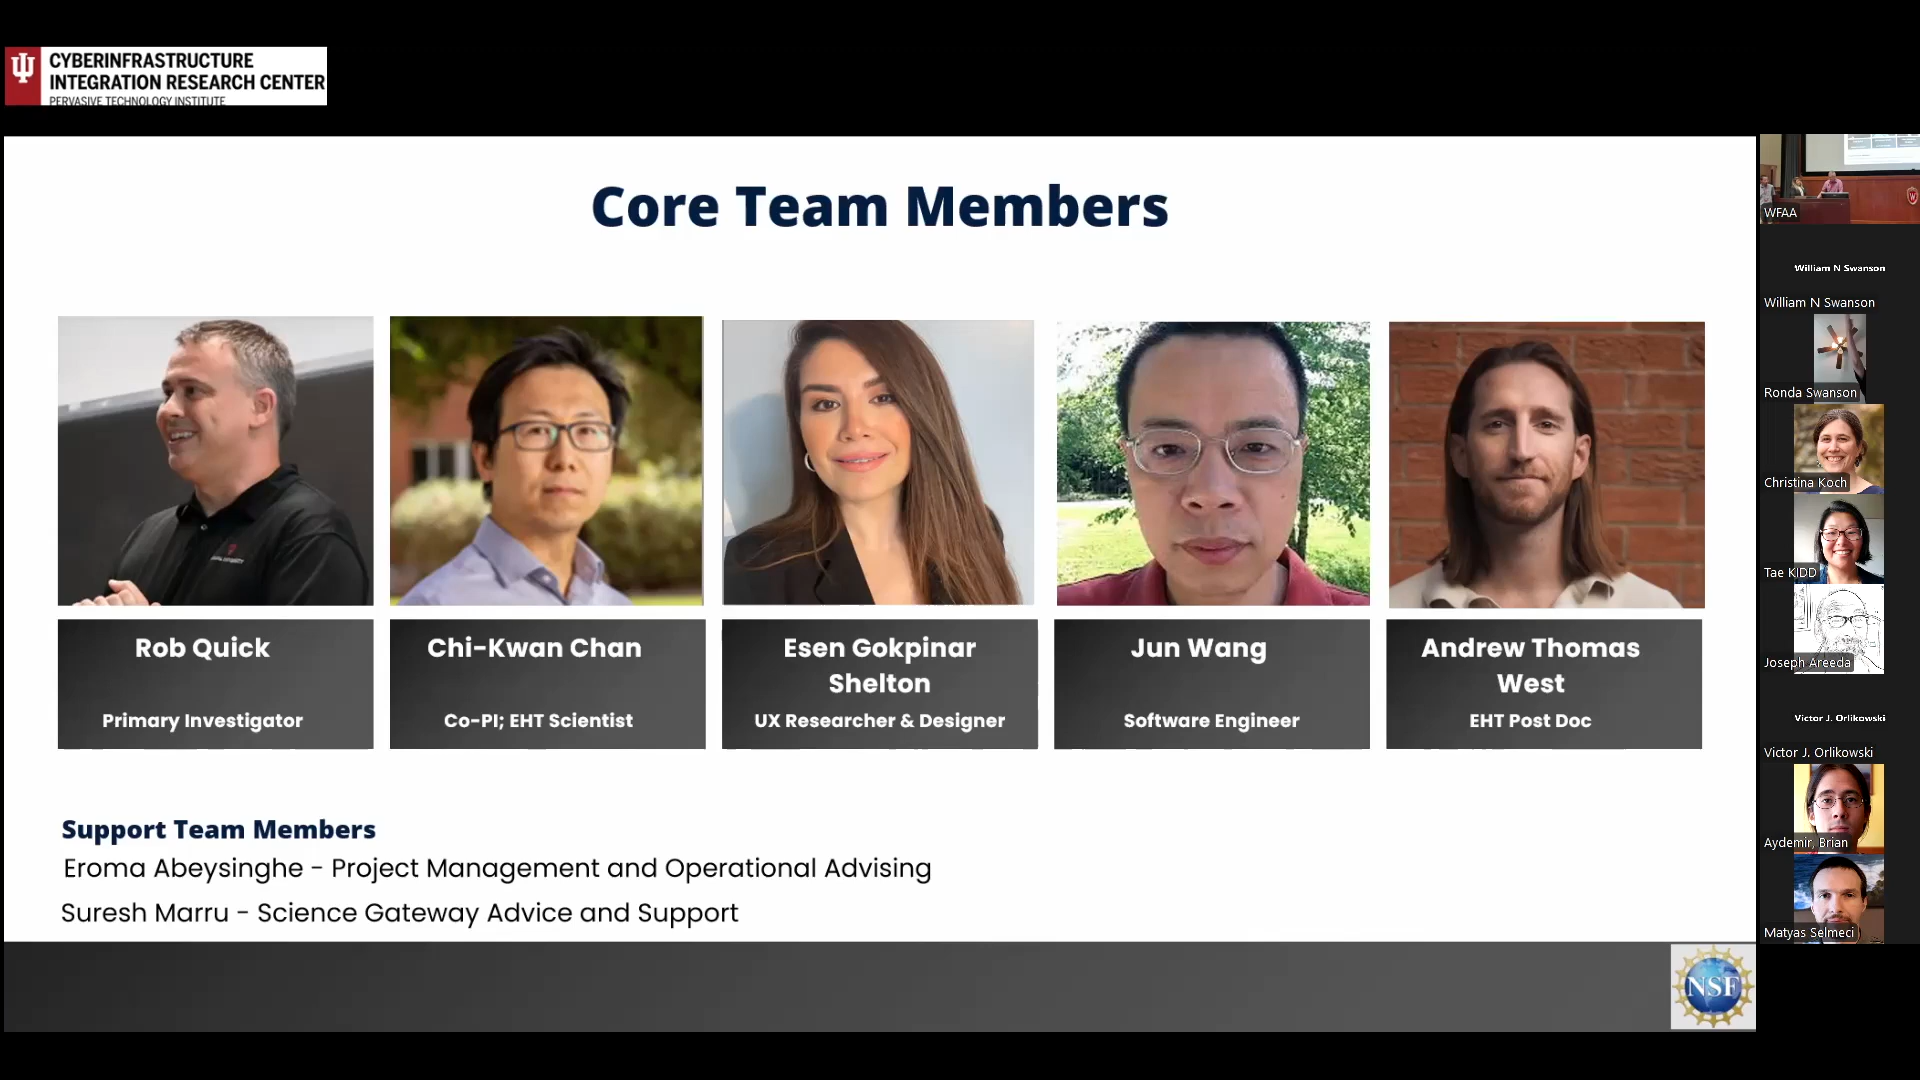 CYBERINFRASTRUCTURE
INTEGRATION RESEARCH CENTER
PERVASIVE TECHNOLOGY INSTITUTE
Core Team Members
Rob Quick
Primary Investigator
Chi-Kwan Chan
Co-PI; EHT Scientist
Esen Gokpinar
Shelton
UX Researcher & Designer
Jun Wang
Software Engineer
Andrew Thomas
West
EHT Post Doc
Support Team Members
Eroma Abeysinghe - Project Management and Operational Advising
Suresh Marru - Science Gateway Advice and Support
NSF
WFAA
William N Swanson
William N Swanson
Ronda Swanson
Christina Koch
Tae KIDD
Joseph Areeda
Victor J. Orlikowski
Victor J. Orlikowski
Aydemir, Brian
Matyas Selmeci